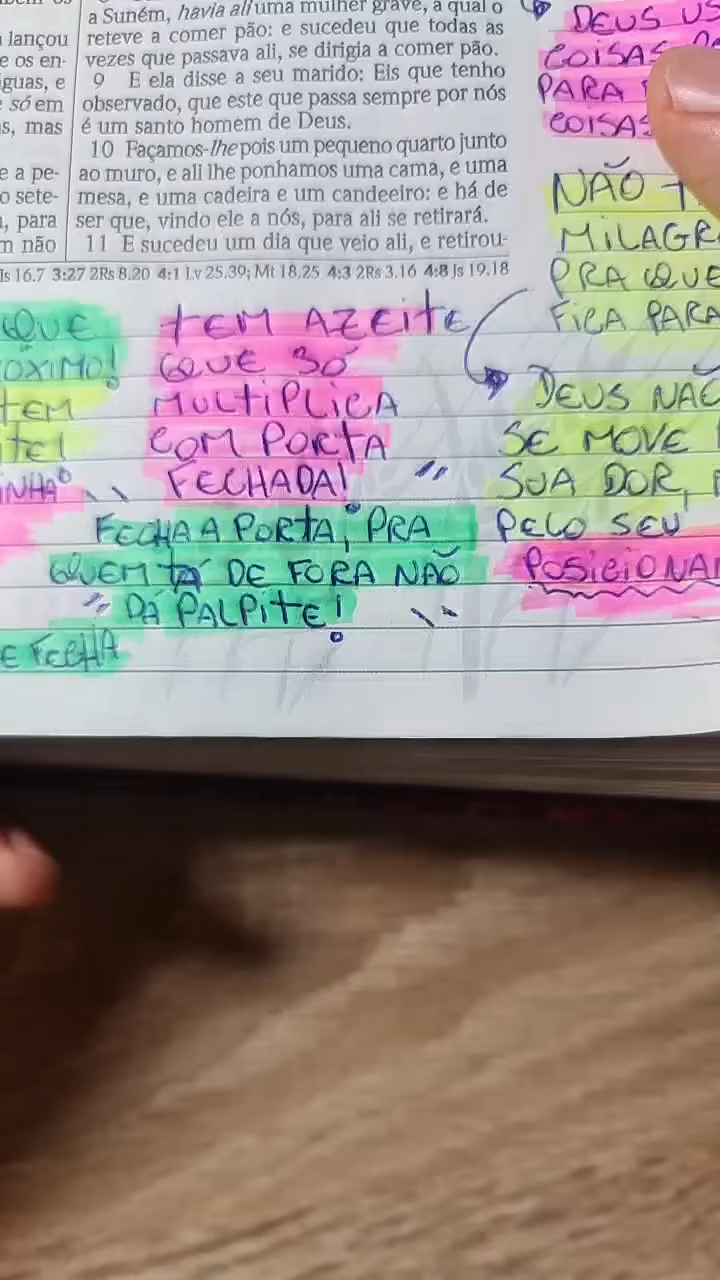 a Suném, havia ali uma mulher grave, a qual o
reteve a comer pão: e sucedeu que todas as
vezes que passava ali, se dirigia a comer pão.
9 E ela disse a seu marido: Eis que tenho
observado, que este que passa sempre por nós
é um santo homem de Deus.
10 Façamos-lhe pois um pequeno quarto junto
ao muro, e ali lhe ponhamos uma cama, e uma
mesa, e uma cadeira e um candeeiro: e há de
ser que, vindo ele a nós, para ali se retirará.
11 E sucedeu um dia que veio ali, e retirou-
lançou
e os en-
guas, e
só em
s, mas
e a pe-
o sete-
, para
não
16.7 3:27 2Rs 8.20 4:1 Lv 25.39; Mt 18.25 4:3 2Rs 3.16 4:8 Js 19.18
QUE
OXIMO!
TEM
INHA
E FECHA
TEM AZEITE
QUE SÓ
MULTIPLICA
COM PORTA
FECHADA!
"FECHA A PORTA, PRA
QUEM TÁ DE FORA NÃO
DÁ PALPITE!"
DEUS US
COISAS
PARA
COISAS
NÃO T
MILAGR
PRA QUE
FICA PARA
DEUS NÃO
SE MOVE
SUA DOR,
PELO SEU
POSICIONA